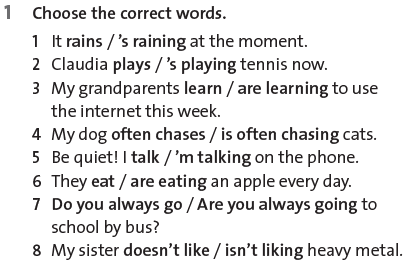 1 Choose the correct words.
1 It rains / ’s raining at the moment.
2 Claudia plays / ’s playing tennis now.
3 My grandparents learn / are learning to use
the internet this week.
4 My dog often chases / is often chasing cats.
5 Be quiet! I talk / ’m talking on the phone.
6 They eat / are eating an apple every day.
7 Do you always go / Are you always going to
school by bus?
8 My sister doesn’t like / isn’t liking heavy metal.